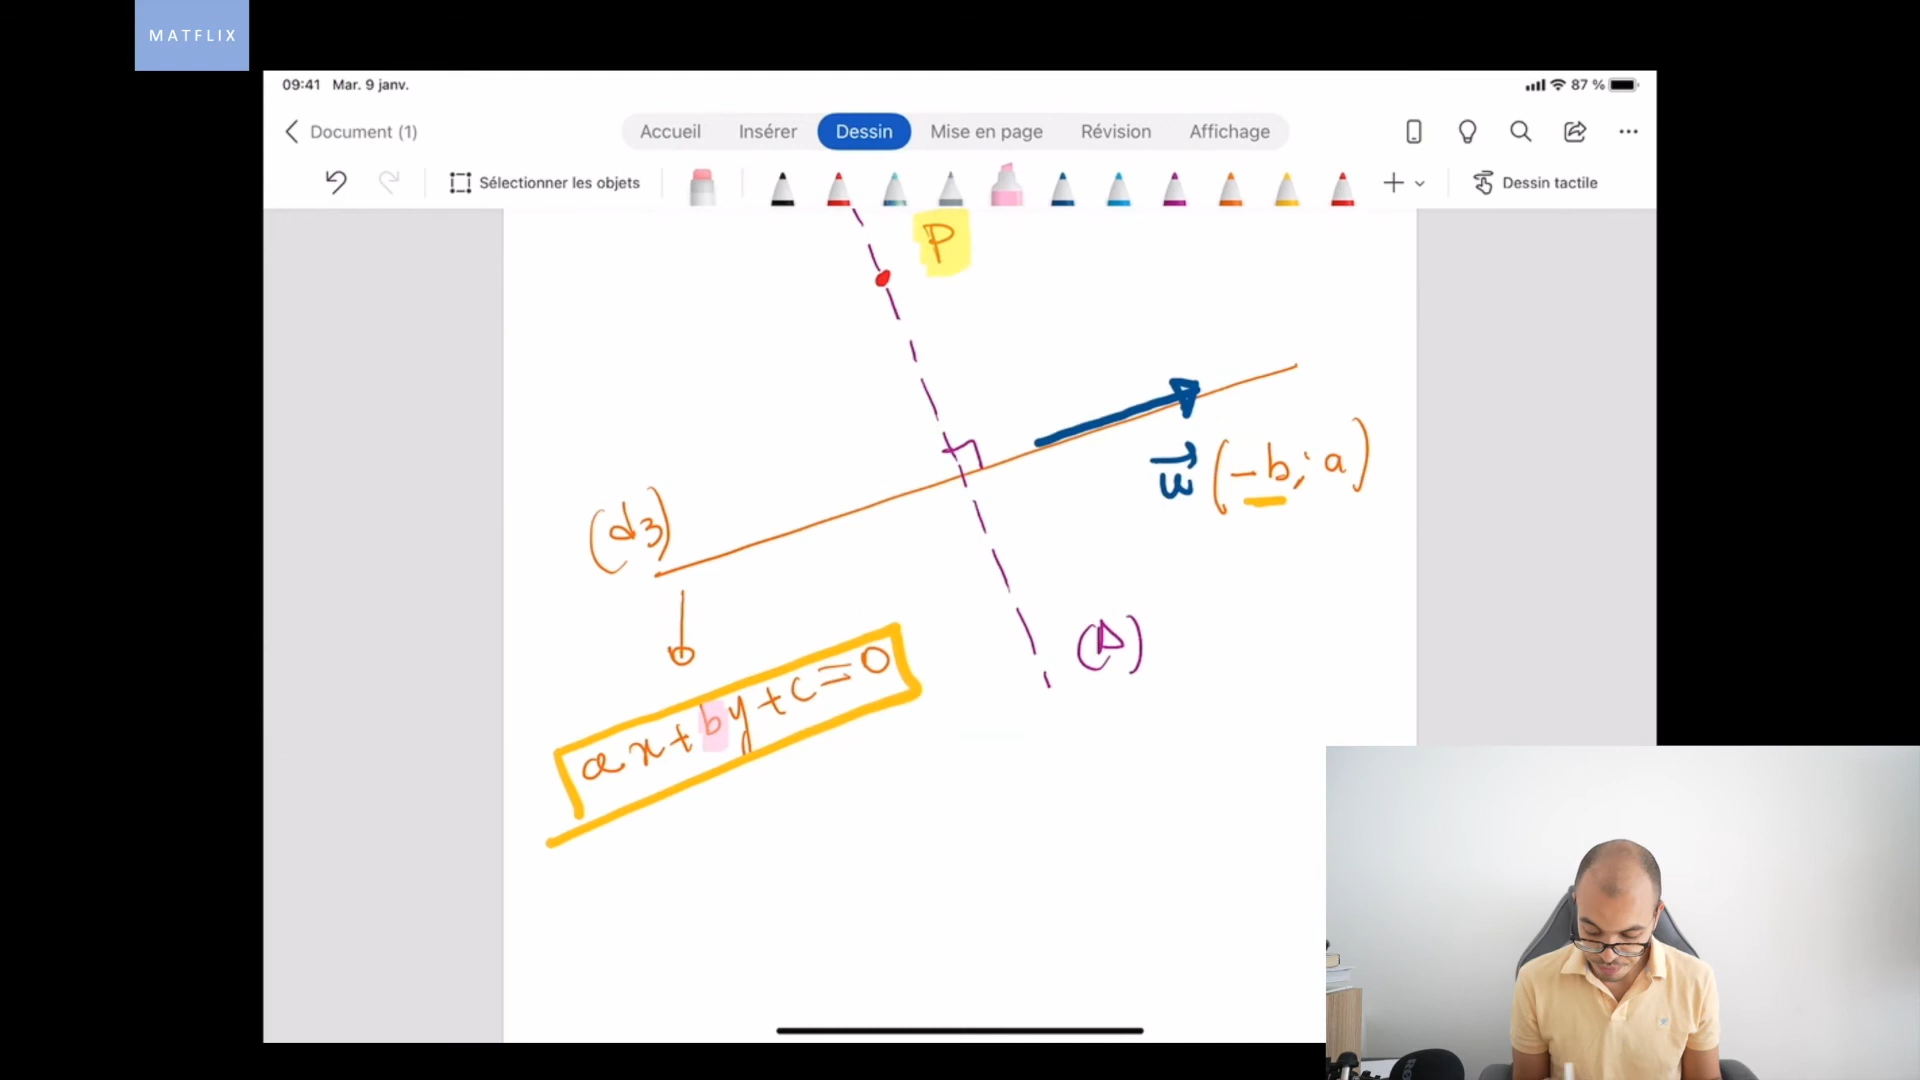 MATFLIX
09:41 Mar. 9 janv.
87 %
Document (1)
Accueil Insérer Dessin Mise en page Révision Affichage
Sélectionner les objets
Dessin tactile
P
w (-b; a)
(d3)
(Δ)
ax+by+c=0